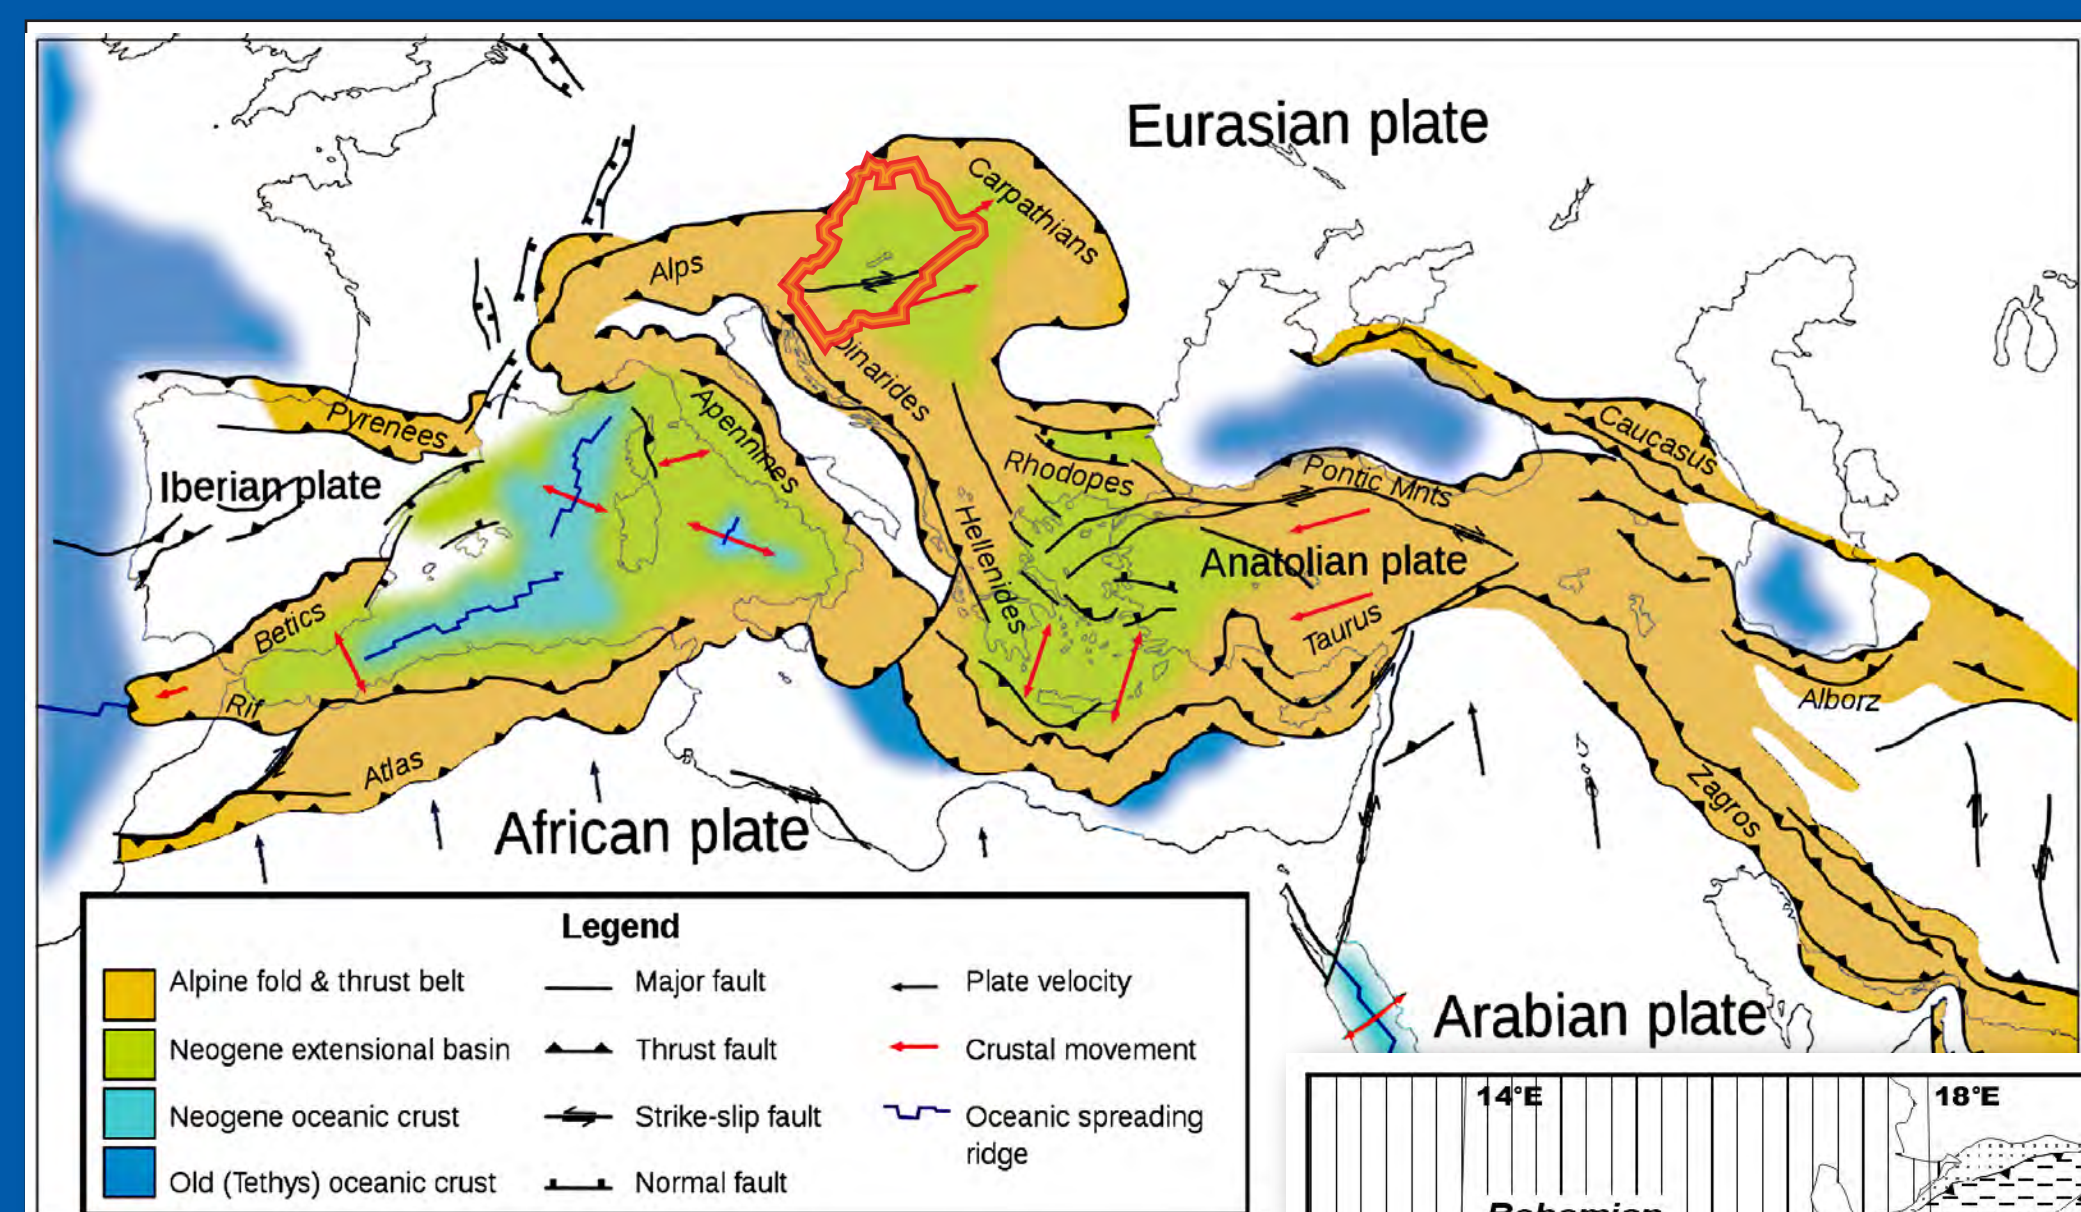 Eurasian plate
Carpathians
Alps
Dinarides
Pyrenees
Apennines
Caucasus
Iberian plate
Rhodopes
Pontic Mnts
Hellenides
Anatolian plate
Betics
Taurus
Rif
Alborz
Atlas
Zagros
African plate
Arabian plate
Legend
Alpine fold & thrust belt
Major fault
Plate velocity
Neogene extensional basin
Thrust fault
Crustal movement
Neogene oceanic crust
Strike-slip fault
Oceanic spreading
ridge
Old (Tethys) oceanic crust
Normal fault
14°E
18°E
Bohemian